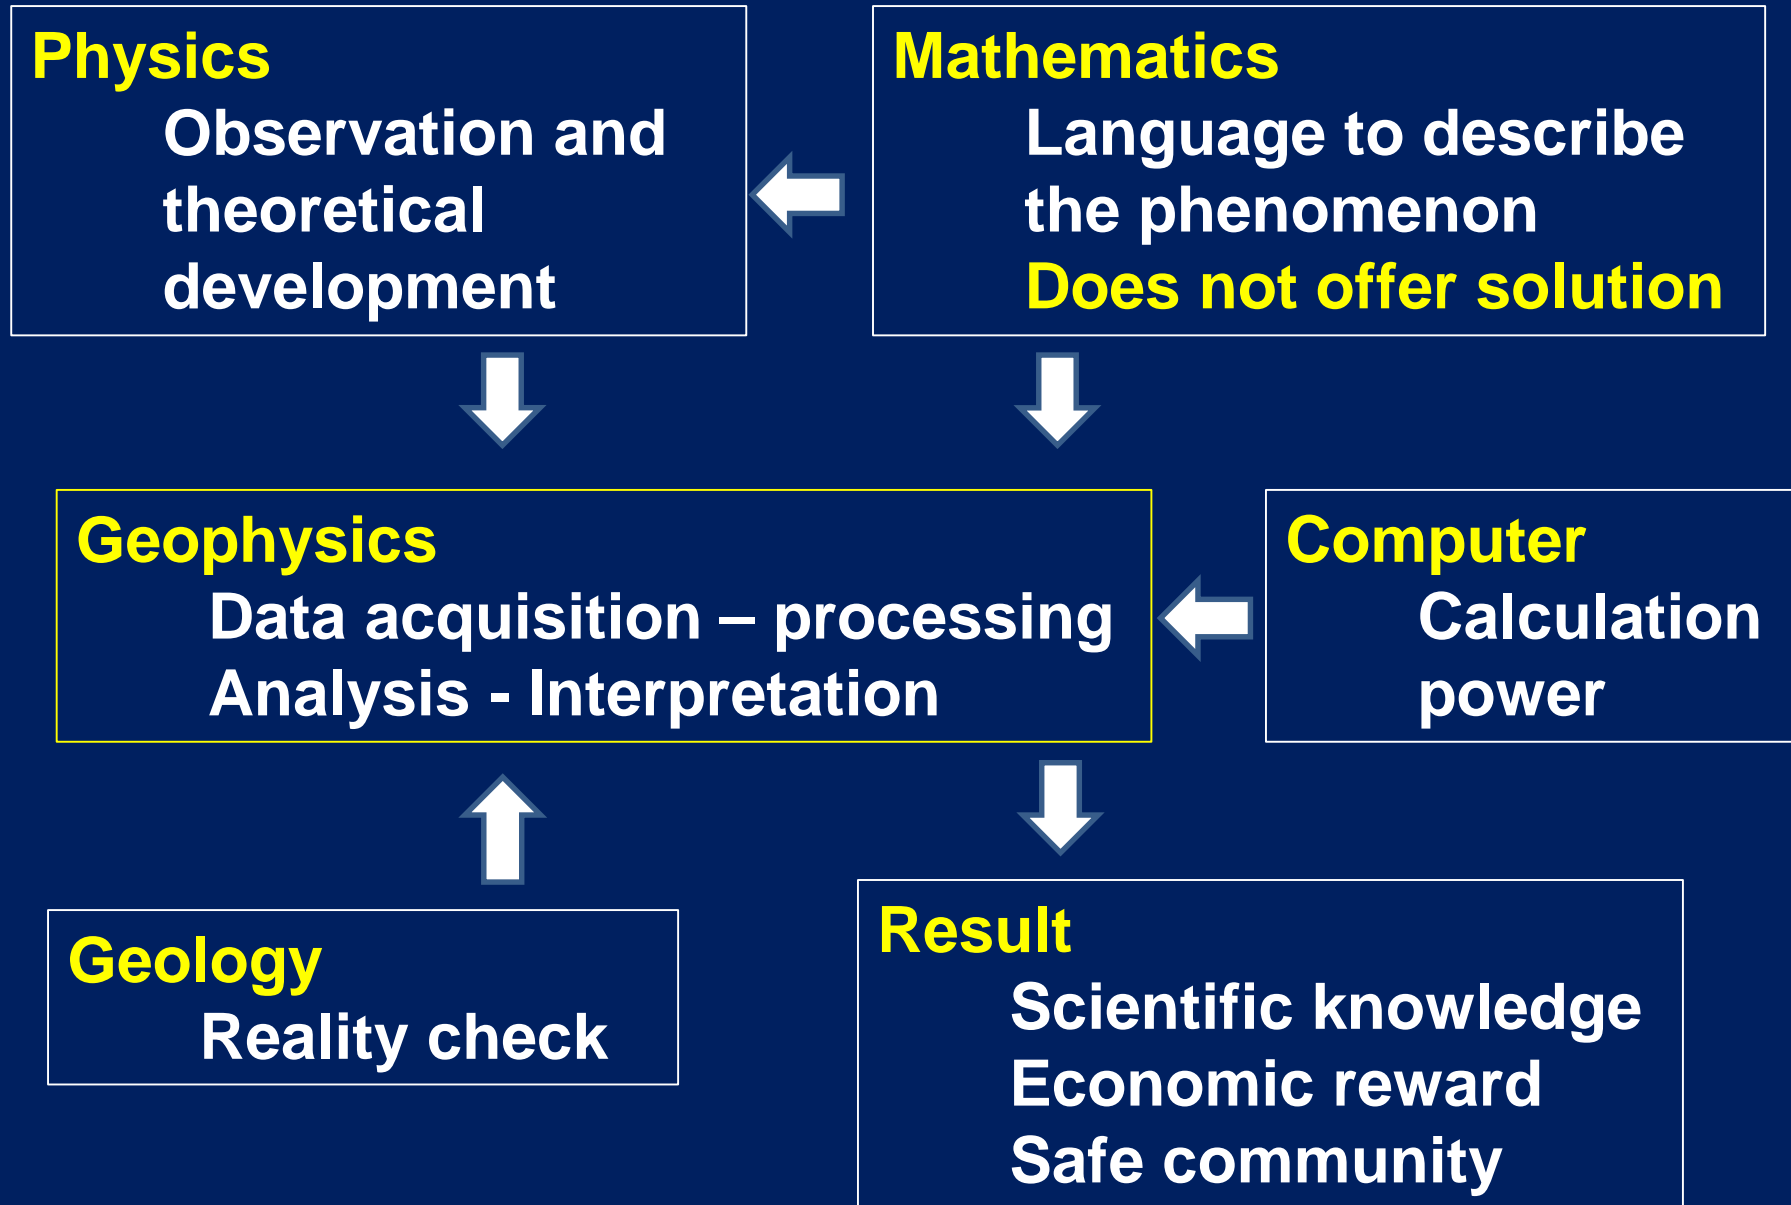 Physics
Observation and
theoretical
development
Mathematics
Language to describe
the phenomenon
Does not offer solution
Geophysics
Data acquisition – processing
Analysis - Interpretation
Computer
Calculation
power
Geology
Reality check
Result
Scientific knowledge
Economic reward
Safe community